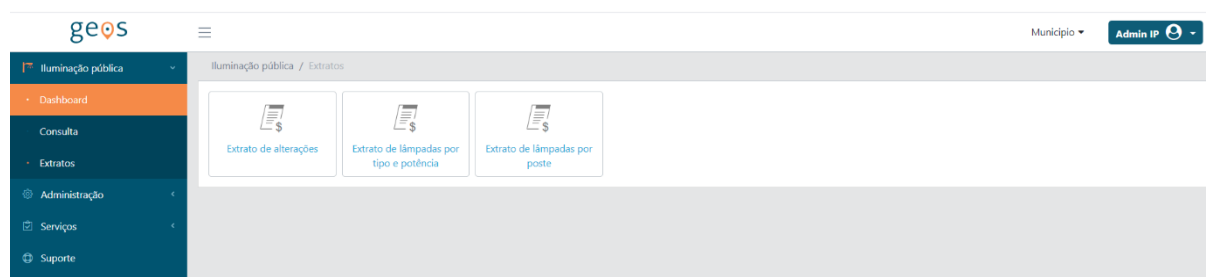 geos
Município
Admin IP
Iluminação pública
Iluminação pública / Extratos
Dashboard
Consulta
Extratos
Administração
Serviços
Suporte
$
Extrato de alterações
$
Extrato de lâmpadas por
tipo e potência
$
Extrato de lâmpadas por
poste